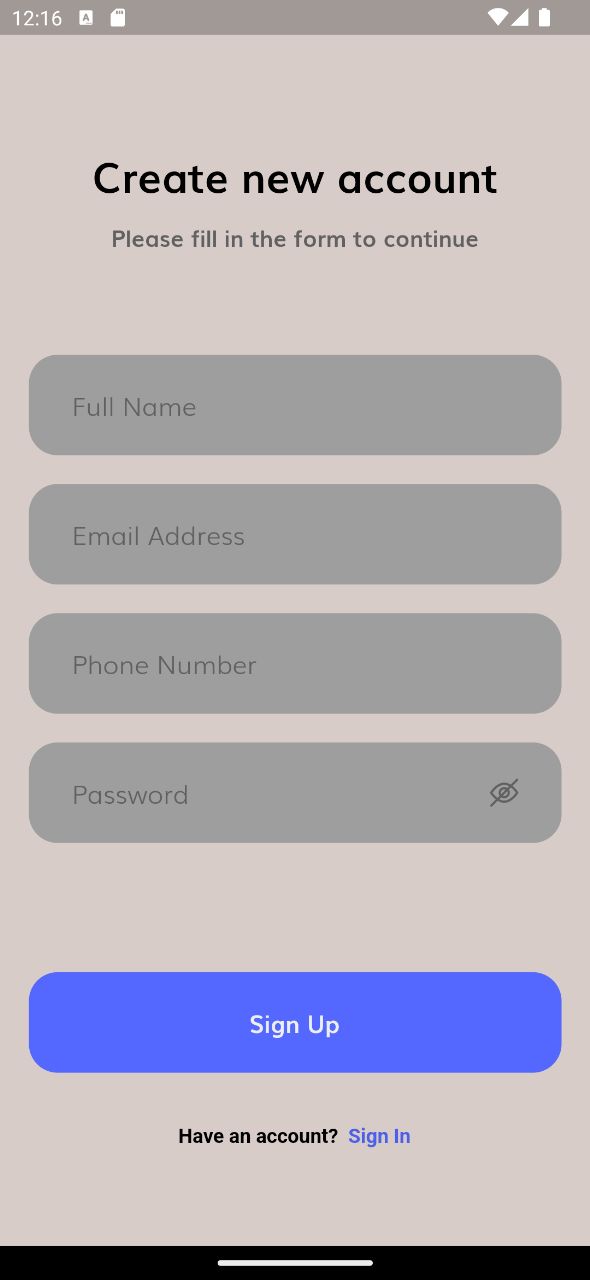 12:16
Create new account
Please fill in the form to continue
Full Name
Email Address
Phone Number
Password
Sign Up
Have an account? Sign In